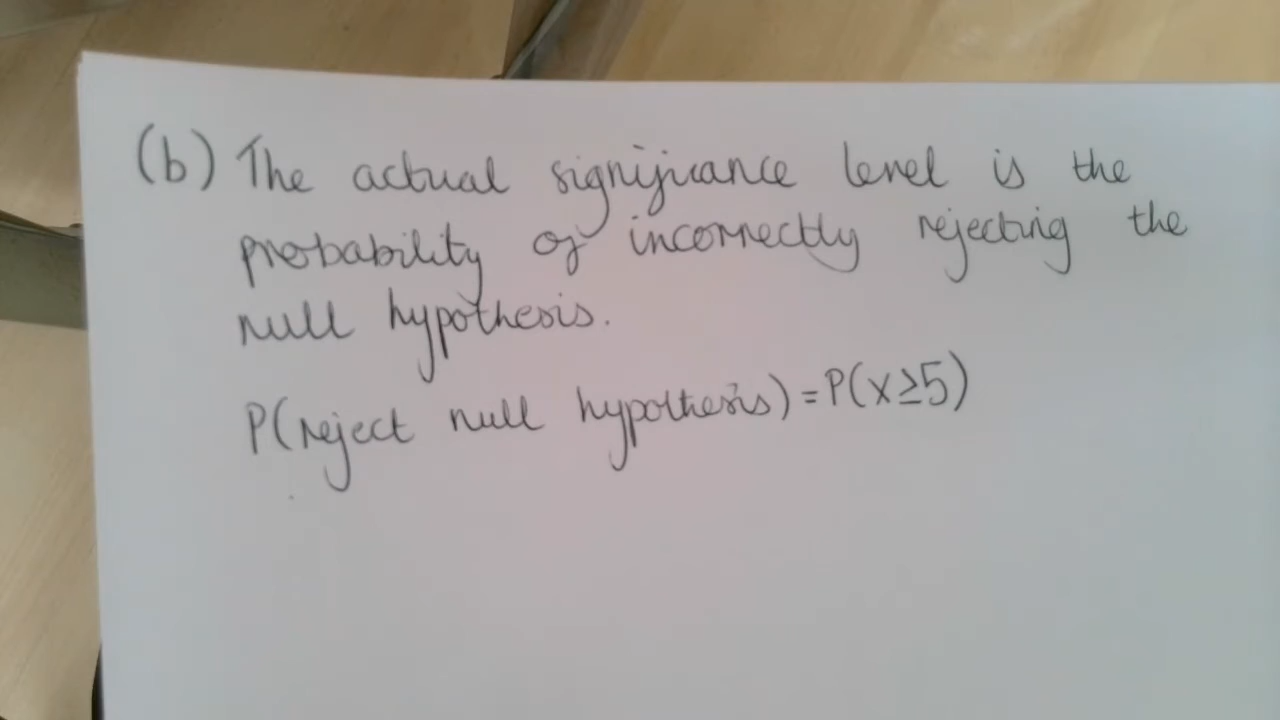 (b) The actual significance level is the
probability of incorrectly rejecting the
null hypothesis.
P(reject null hypothesis) = P(X≥5)